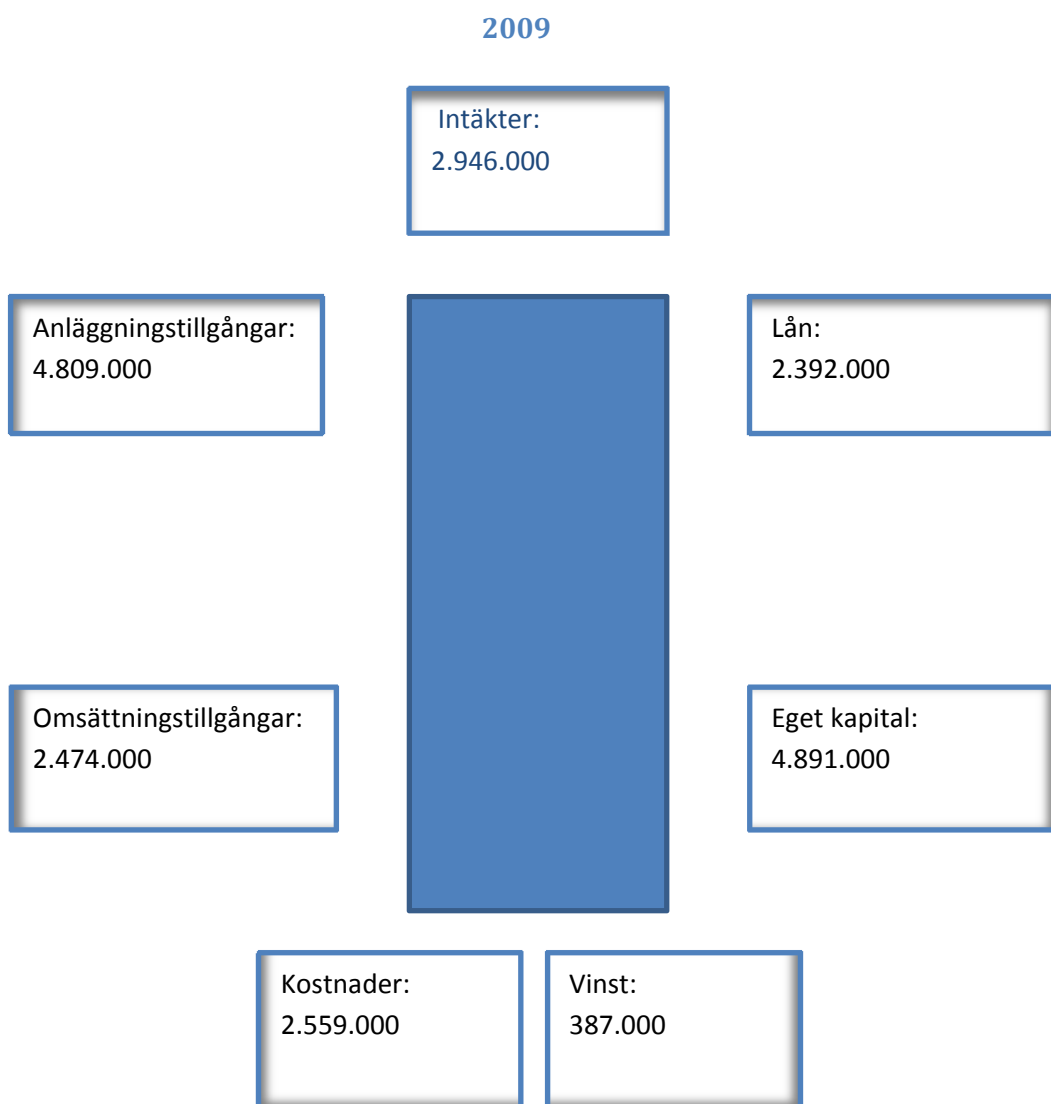 2009
Intäkter:
2.946.000
Anläggningstillgångar:
4.809.000
Lån:
2.392.000
Omsättningstillgångar:
2.474.000
Eget kapital:
4.891.000
Kostnader:
2.559.000
Vinst:
387.000